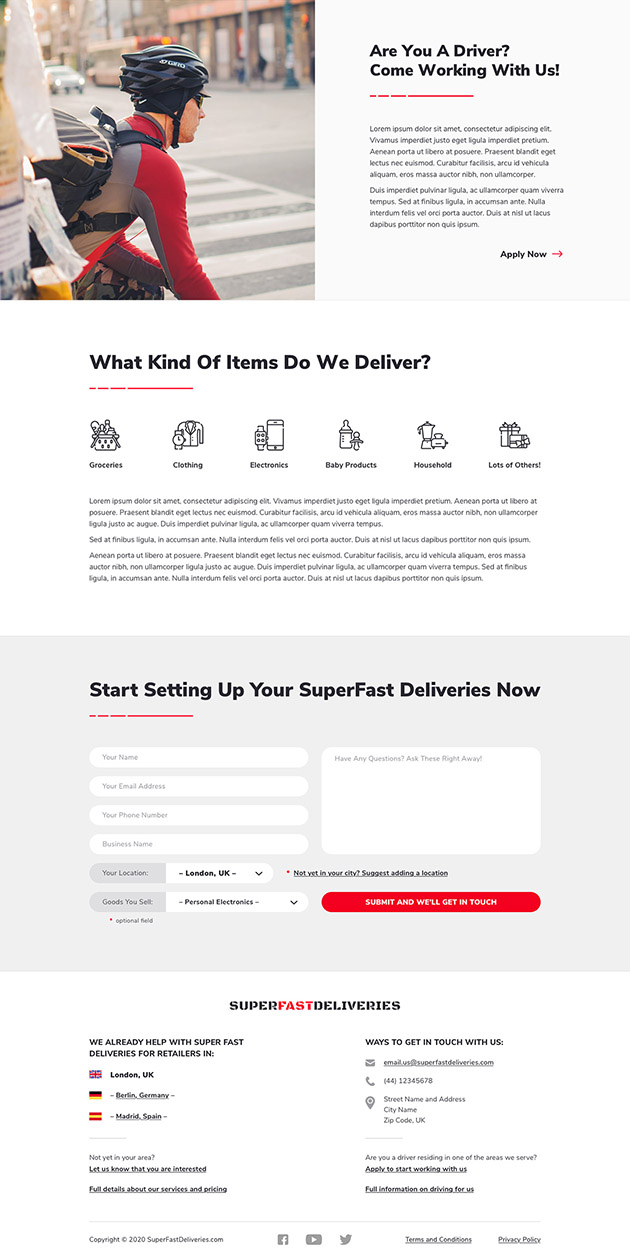 GIRO
Are You A Driver?
Come Working With Us!
Lorem ipsum dolor sit amet, consectetur adipiscing elit.
Vivamus imperdiet justo eget ligula imperdiet pretium.
Aenean porta ut libero at posuere. Praesent blandit eget
lectus nec euismod. Curabitur facilisis, arcu id vehicula
aliquam, eros massa auctor nibh, non ullamcorper.
Duis imperdiet pulvinar ligula, ac ullamcorper quam viverra
tempus. Sed at finibus ligula, in accumsan ante. Nulla
interdum felis vel orci porta auctor. Duis at nisl ut lacus
dapibus porttitor non quis ipsum.
Apply Now
What Kind Of Items Do We Deliver?
Groceries
Clothing
Electronics
Baby Products
Household
Lots of Others!
Lorem ipsum dolor sit amet, consectetur adipiscing elit. Vivamus imperdiet justo eget ligula imperdiet pretium. Aenean porta ut libero at
posuere. Praesent blandit eget lectus nec euismod. Curabitur facilisis, arcu id vehicula aliquam, eros massa auctor nibh, non ullamcorper
ligula justo ac augue. Duis imperdiet pulvinar ligula, ac ullamcorper quam viverra tempus.
Sed at finibus ligula, in accumsan ante. Nulla interdum felis vel orci porta auctor. Duis at nisl ut lacus dapibus porttitor non quis ipsum.
Aenean porta ut libero at posuere. Praesent blandit eget lectus nec euismod. Curabitur facilisis, arcu id vehicula aliquam, eros massa
auctor nibh, non ullamcorper ligula justo ac augue. Duis imperdiet pulvinar ligula, ac ullamcorper quam viverra tempus. Sed at finibus
ligula, in accumsan ante. Nulla interdum felis vel orci porta auctor. Duis at nisl ut lacus dapibus porttitor non quis ipsum.
Start Setting Up Your SuperFast Deliveries Now
Your Name
Your Email Address
Your Phone Number
Business Name
Have Any Questions? Ask These Right Away!
Your Location:
– London, UK –
* Not yet in your city? Suggest adding a location
Goods You Sell:
– Personal Electronics –
SUBMIT AND WE'LL GET IN TOUCH
* optional field
SUPERFASTDELIVERIES
WE ALREADY HELP WITH SUPER FAST
DELIVERIES FOR RETAILERS IN:
London, UK
– Berlin, Germany –
– Madrid, Spain –
Not yet in your area?
Let us know that you are interested
Full details about our services and pricing
WAYS TO GET IN TOUCH WITH US:
email.us@superfastdeliveries.com
(44) 12345678
Street Name and Address
City Name
Zip Code, UK
Are you a driver residing in one of the areas we serve?
Apply to start working with us
Full information on driving for us
Copyright © 2020 SuperFastDeliveries.com
Terms and Conditions
Privacy Policy